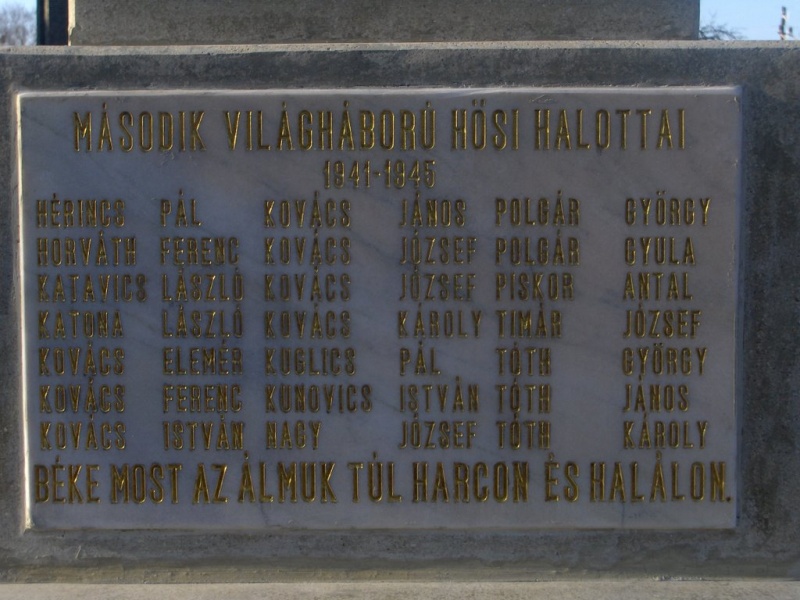 MÁSODIK VILÁGHÁBORÚ HŐSI HALOTTAI
1941-1945
HÉRINCS PÁL KOVÁCS JÁNOS POLGÁR GYÖRGY
HORVÁTH FERENC KOVÁCS JÓZSEF POLGÁR GYULA
KATAVICS LÁSZLÓ KOVÁCS JÓZSEF PISKOR ANTAL
KATONA LÁSZLÓ KOVÁCS KÁROLY TIMÁR JÓZSEF
KOVÁCS ELEMÉR KUGLICS PÁL TÓTH GYÖRGY
KOVÁCS FERENC KUNOVICS ISTVÁN TÓTH JÁNOS
KOVÁCS ISTVÁN NAGY JÓZSEF TÓTH KÁROLY
BÉKE MOST AZ ÁLMUK TÚL HARCON ÉS HALÁLON.